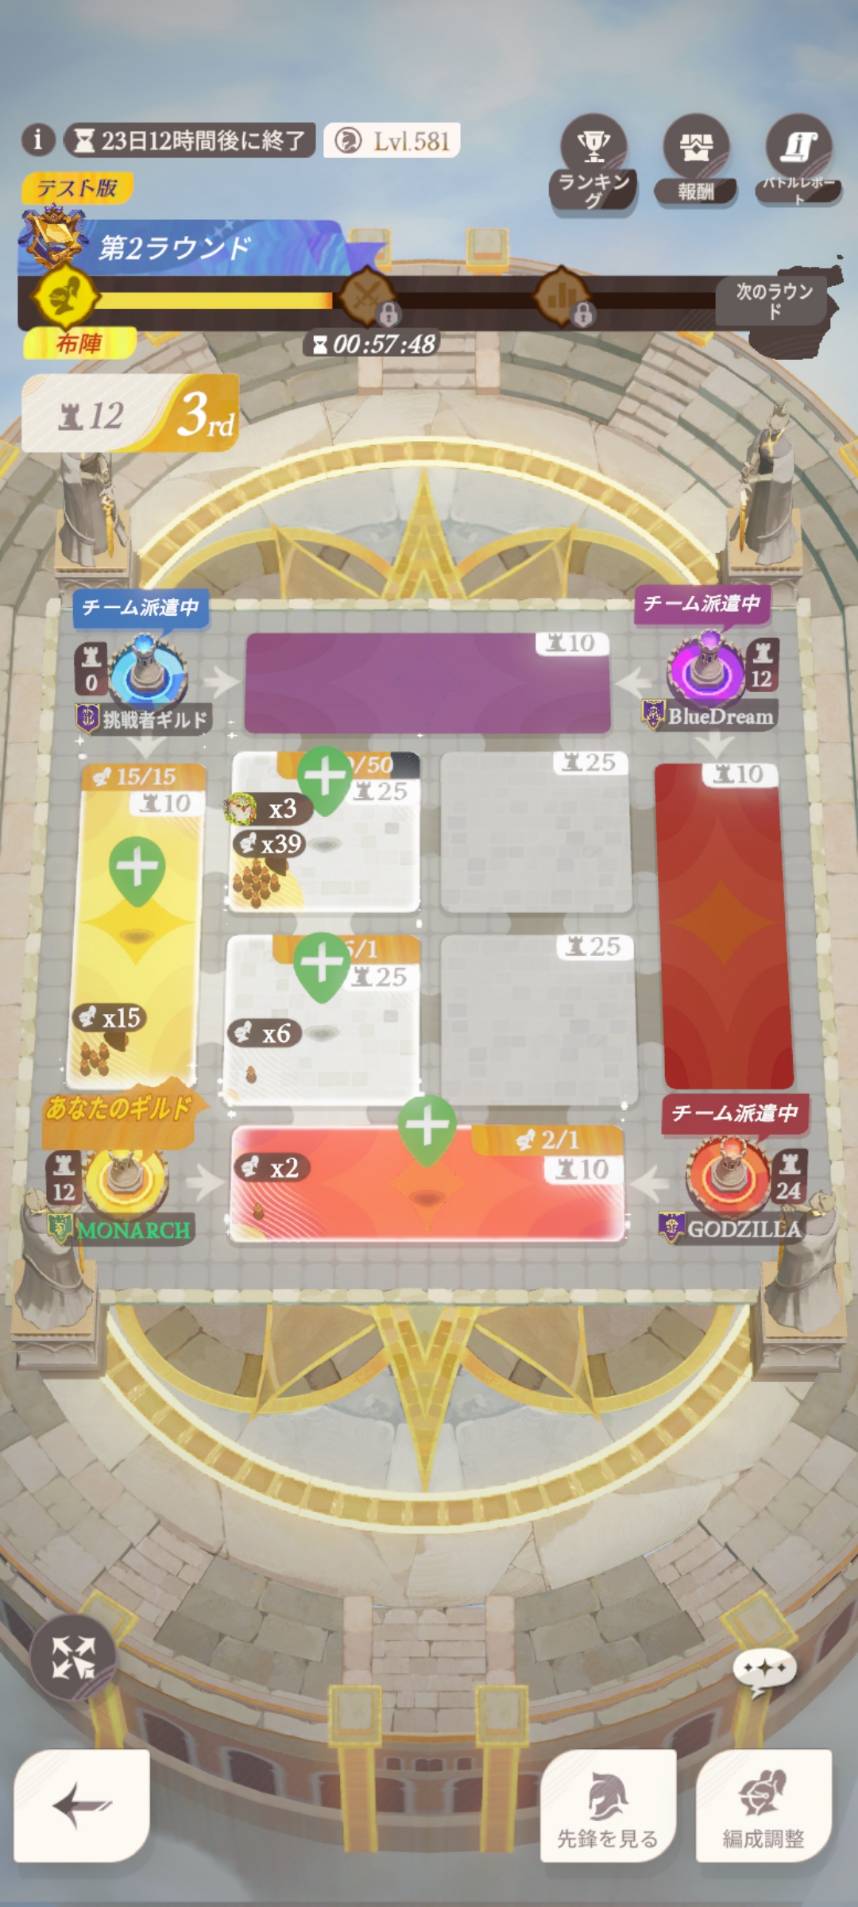 i
23日12時間後に終了
Lvl.581
ランキング
報酬
バトルレポート
テスト版
第2ラウンド
次のラウンド
布陣
00:57:48
12
3rd
チーム派遣中
チーム派遣中
0
10
12
挑戦者ギルド
BlueDream
15/15
10
/50
25
25
10
x3
x39
x15
5/1
25
25
x6
あなたのギルド
チーム派遣中
2/1
12
x2
10
24
MONARCH
GODZILLA
先鋒を見る
編成調整